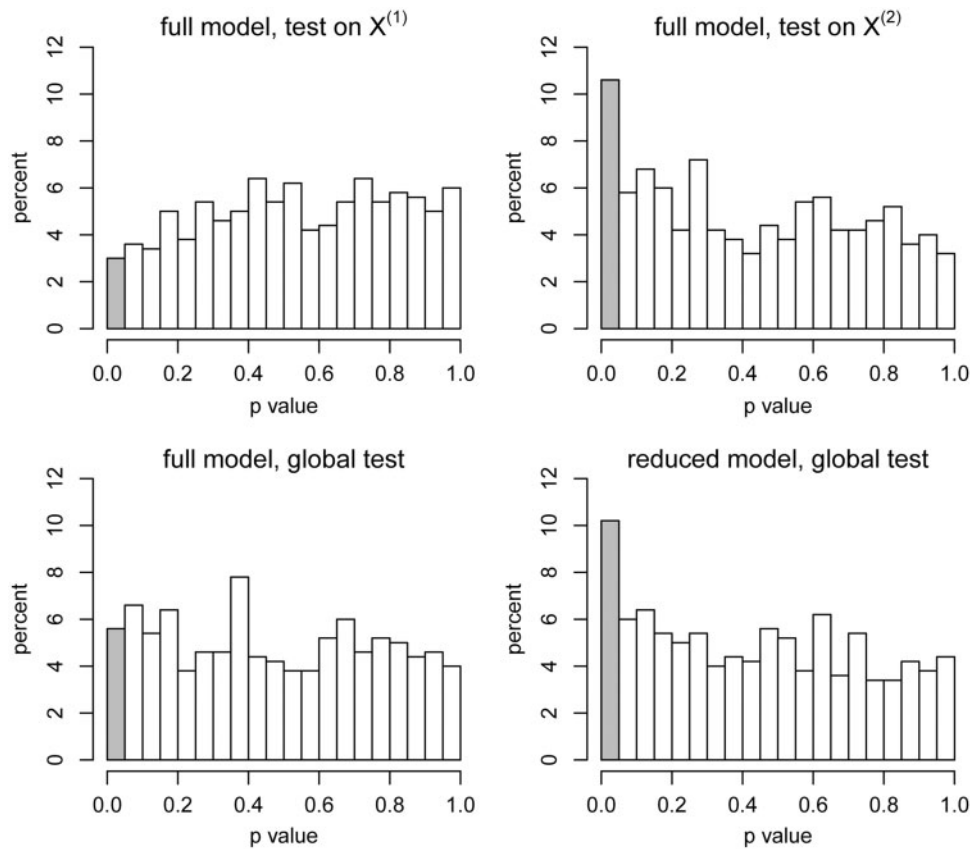 full model, test on X(1)
percent
12
10
8
6
4
2
0
0.0 0.2 0.4 0.6 0.8 1.0
p value
full model, test on X(2)
percent
12
10
8
6
4
2
0
0.0 0.2 0.4 0.6 0.8 1.0
p value
full model, global test
percent
12
10
8
6
4
2
0
0.0 0.2 0.4 0.6 0.8 1.0
p value
reduced model, global test
percent
12
10
8
6
4
2
0
0.0 0.2 0.4 0.6 0.8 1.0
p value